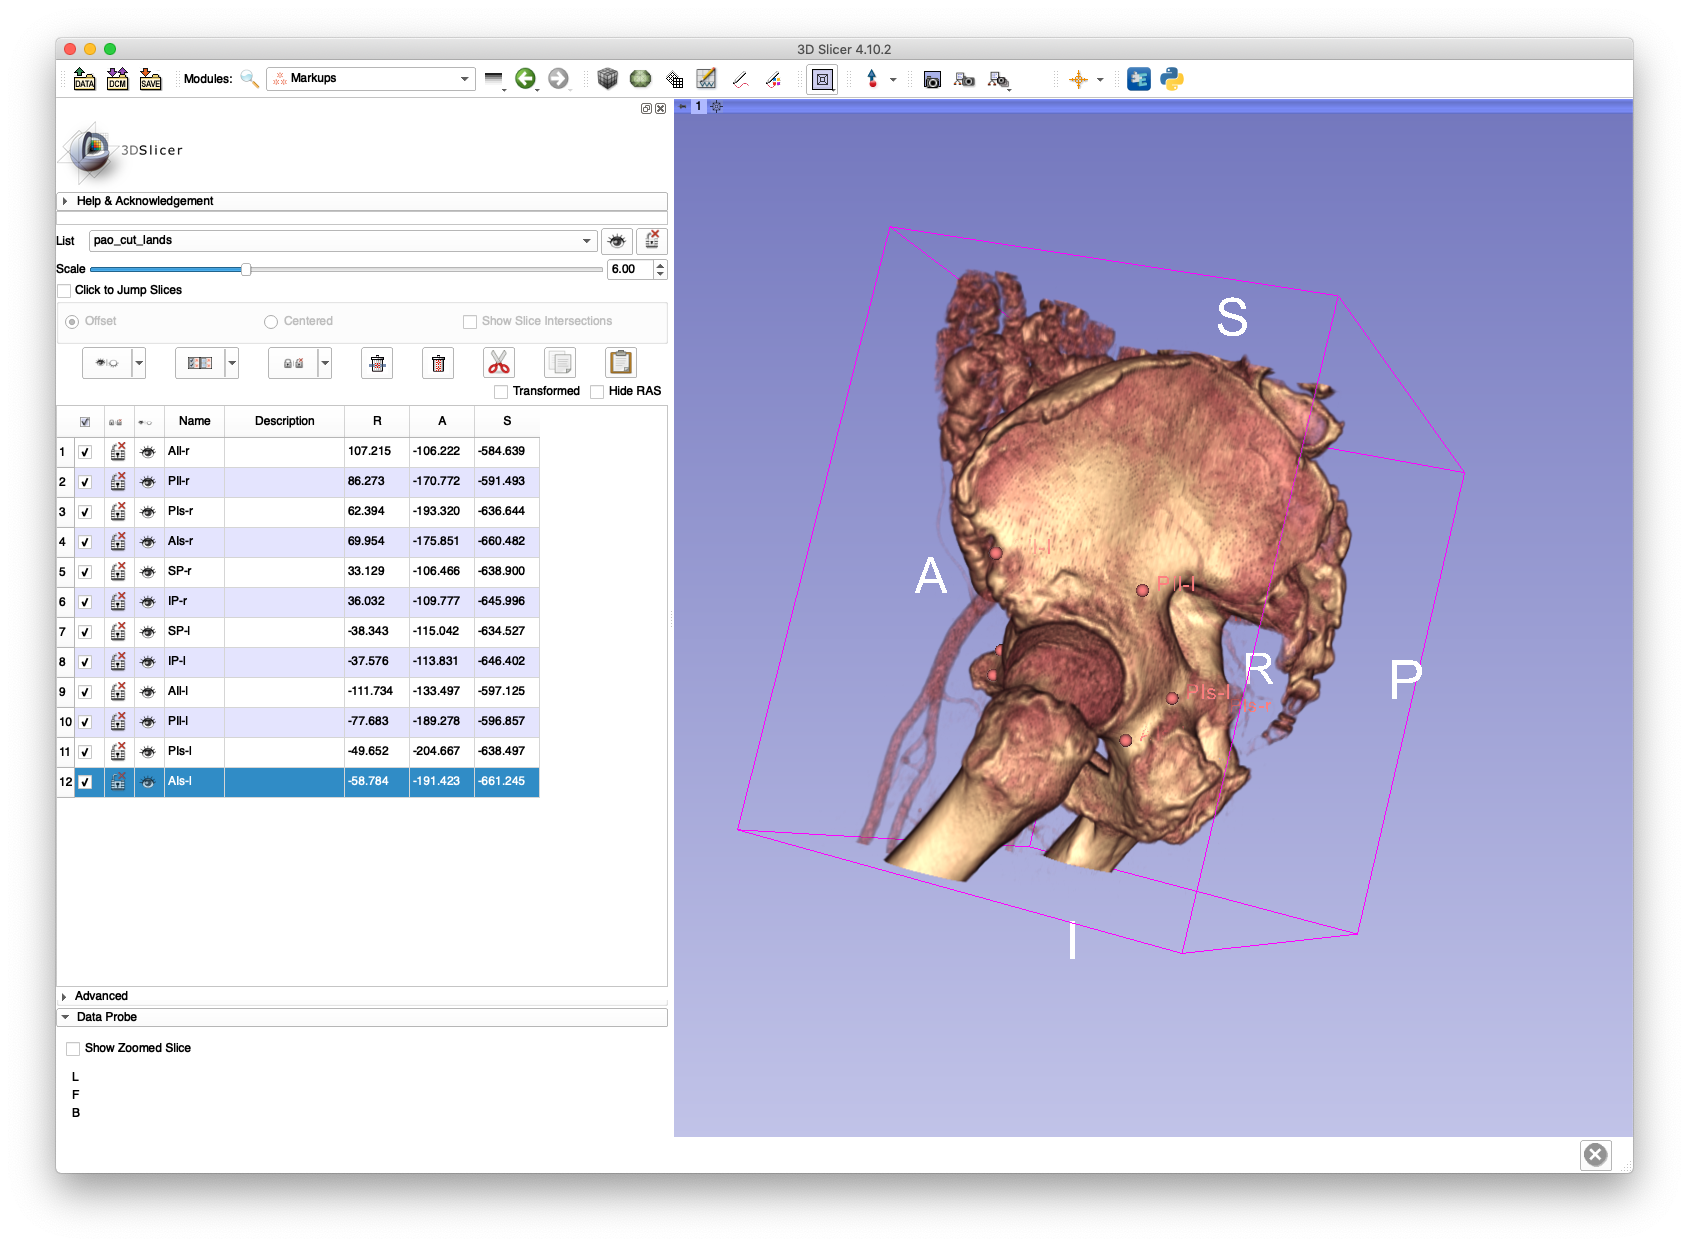 3D Slicer 4.10.2
DATA DCM SAVE Modules: Markups
1
3DSlicer
Help & Acknowledgement
List pao_cut_lands
Scale 6.00
Click to Jump Slices
Offset Centered Show Slice Intersections
Transformed Hide RAS
Name Description R A S
1 AIl-r 107.215 -106.222 -584.639
2 PIl-r 86.273 -170.772 -591.493
3 PIs-r 62.394 -193.320 -636.644
4 AIs-r 69.954 -175.851 -660.482
5 SP-r 33.129 -106.466 -638.900
6 IP-r 36.032 -109.777 -645.996
7 SP-l -38.343 -115.042 -634.527
8 IP-l -37.576 -113.831 -646.402
9 AIl-l -111.734 -133.497 -597.125
10 PIl-l -77.683 -189.278 -596.857
11 PIs-l -49.652 -204.667 -638.497
12 AIs-l -58.784 -191.423 -661.245
Advanced
Data Probe
Show Zoomed Slice
L
F
B
S
A
PIl-l
R
P
PIs-l
I